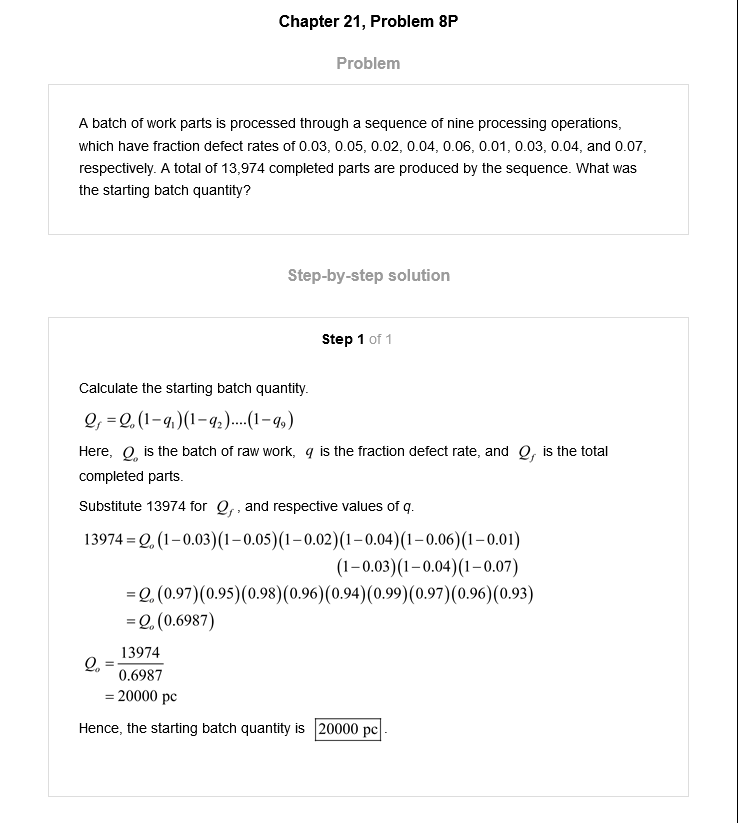 Chapter 21, Problem 8P
Problem
A batch of work parts is processed through a sequence of nine processing operations,
which have fraction defect rates of 0.03, 0.05, 0.02, 0.04, 0.06, 0.01, 0.03, 0.04, and 0.07,
respectively. A total of 13,974 completed parts are produced by the sequence. What was
the starting batch quantity?
Step-by-step solution
Step 1 of 1
Calculate the starting batch quantity.
Q_f = Q_o (1−q_1)(1−q_2)....(1−q_9)
Here, Q_o is the batch of raw work, q is the fraction defect rate, and Q_f is the total
completed parts.
Substitute 13974 for Q_f, and respective values of q.
13974 = Q_o (1−0.03)(1−0.05)(1−0.02)(1−0.04)(1−0.06)(1−0.01)
(1−0.03)(1−0.04)(1−0.07)
= Q_o (0.97)(0.95)(0.98)(0.96)(0.94)(0.99)(0.97)(0.96)(0.93)
= Q_o (0.6987)
Q_o = 13974/0.6987
= 20000 pc
Hence, the starting batch quantity is 20000 pc.